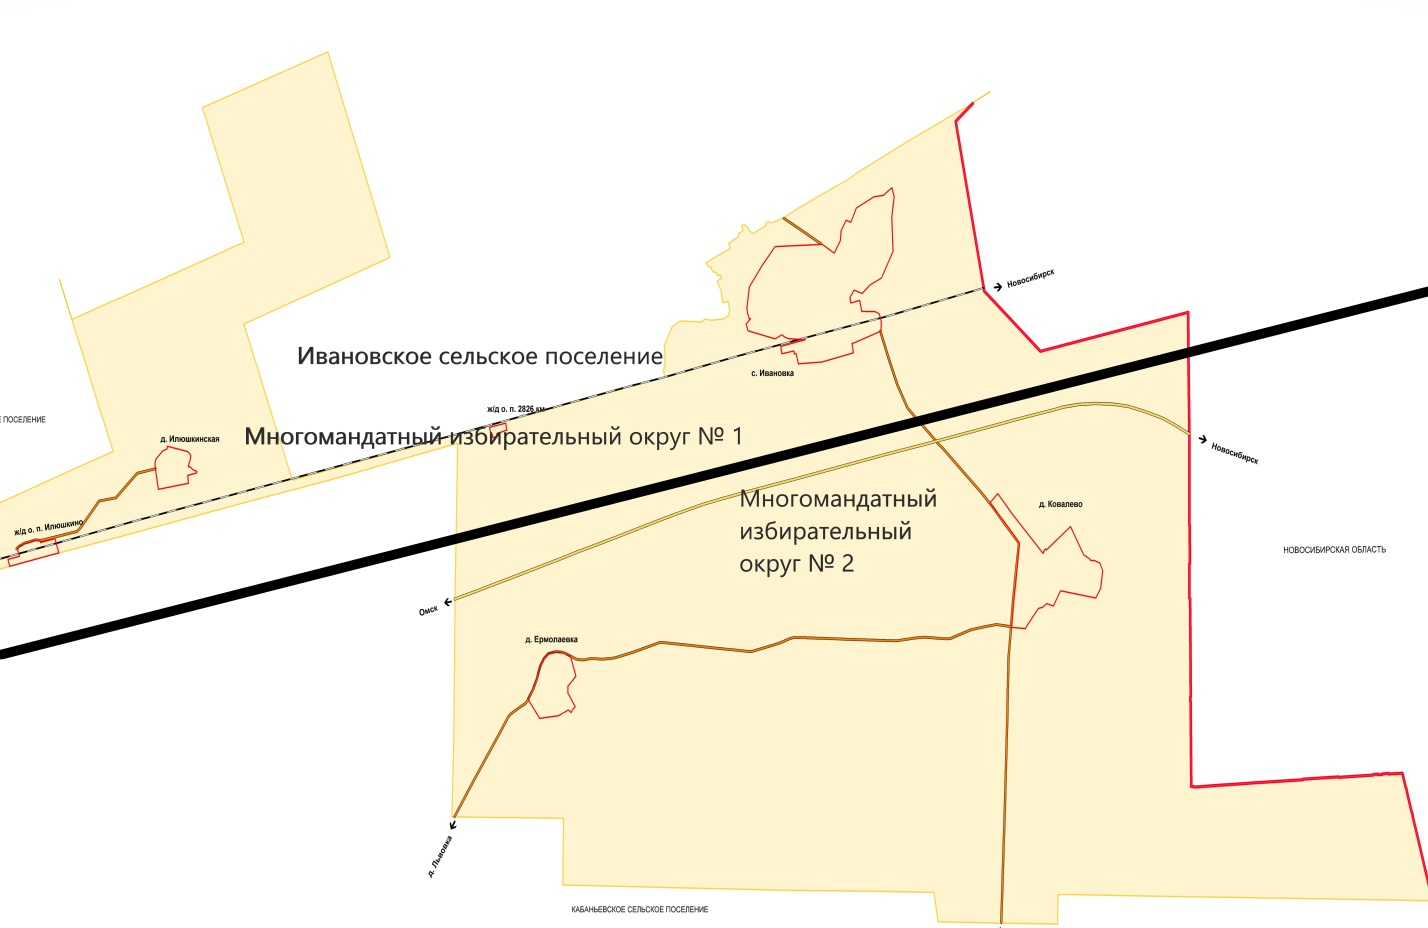 Новосибирск
Ивановское сельское поселение
с. Ивановка
ж/д о. п. 2826 км
Е ПОСЕЛЕНИЕ
д. Илюшкинская
Многомандатный избирательный округ № 1
Новосибирск
Многомандатный
избирательный
округ № 2
д. Ковалево
ж/д о. п. Илюшкино
НОВОСИБИРСКАЯ ОБЛАСТЬ
Омск
д. Ермолаевка
д. Львовка
КАБАНЬЕВСКОЕ СЕЛЬСКОЕ ПОСЕЛЕНИЕ